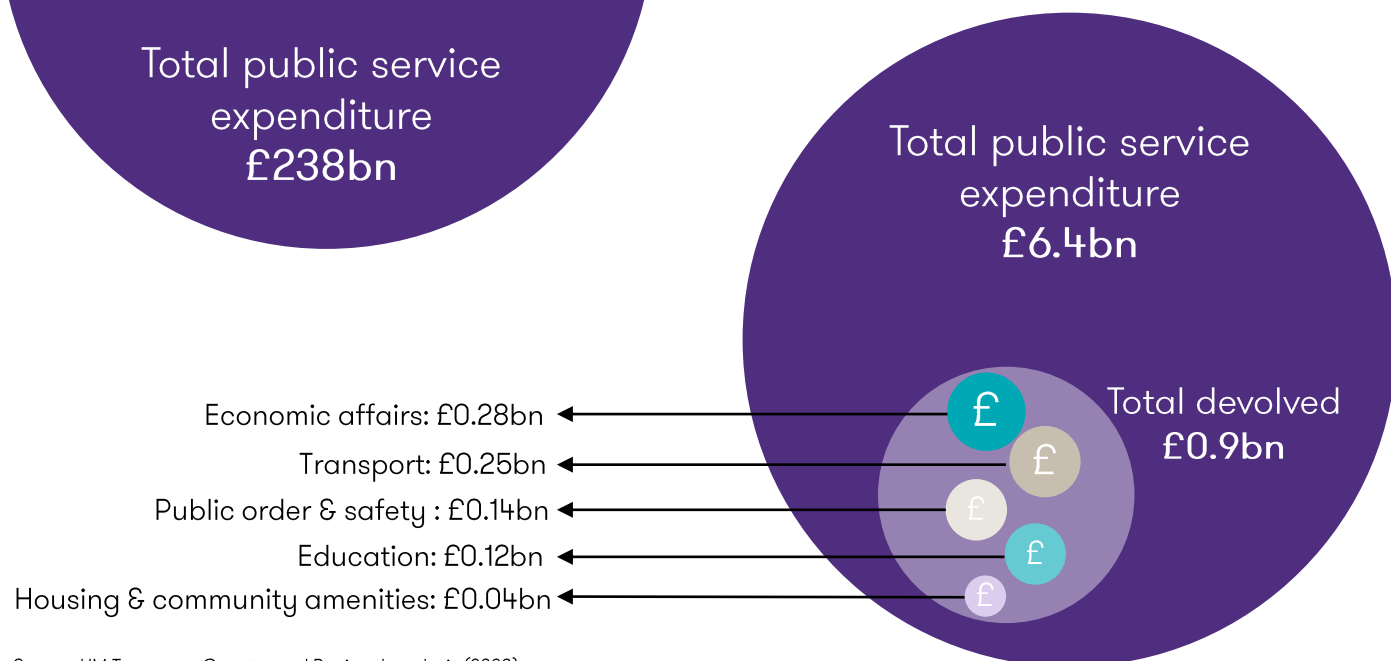 Total public service
expenditure
£238bn
Total public service
expenditure
£6.4bn
Total devolved
£0.9bn
£
£
£
£
£
Economic affairs: £0.28bn
Transport: £0.25bn
Public order & safety : £0.14bn
Education: £0.12bn
Housing & community amenities: £0.04bn